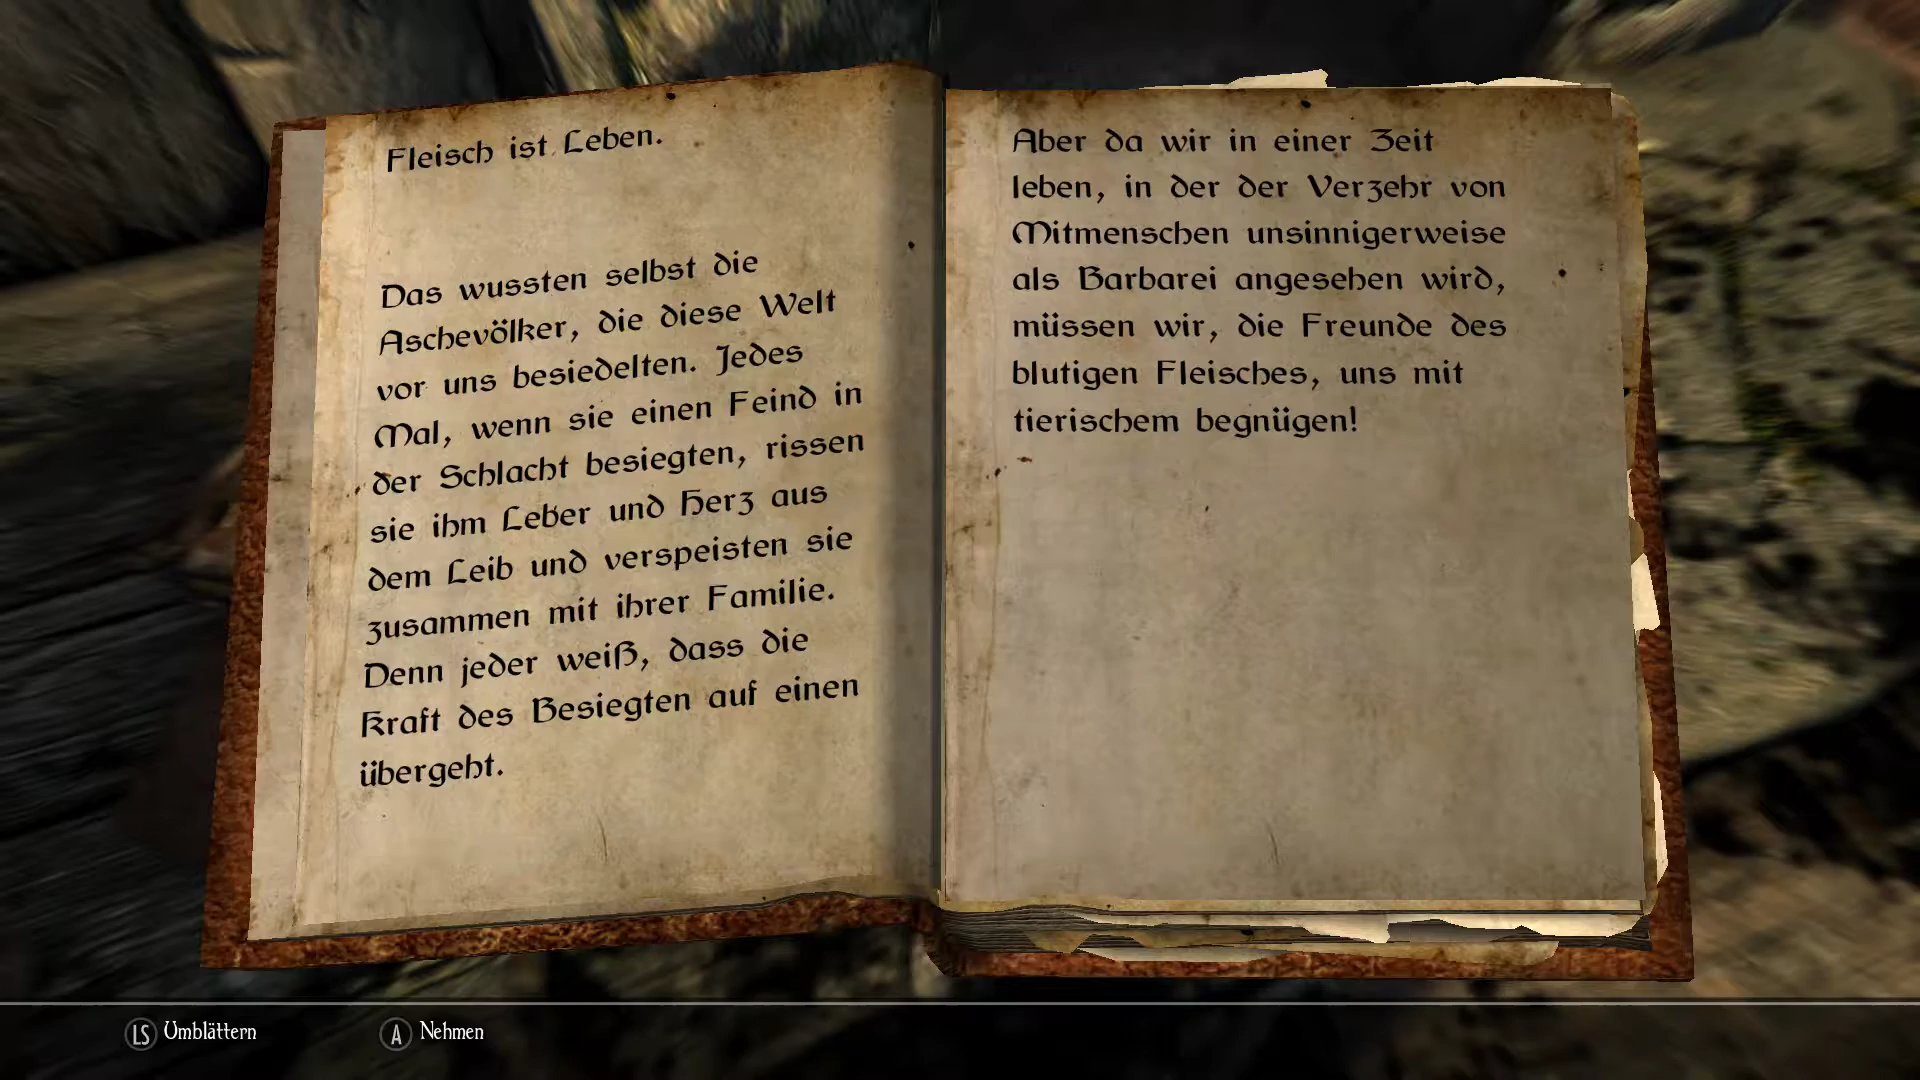 Fleisch ist Leben.
Das wussten selbst die
Aschevölker, die diese Welt
vor uns besiedelten. Jedes
Mal, wenn sie einen Feind in
der Schlacht besiegten, rissen
sie ihm Leber und Herz aus
dem Leib und verspeisten sie
zusammen mit ihrer Familie.
Denn jeder weiß, dass die
Kraft des Besiegten auf einen
übergeht.
Aber da wir in einer Zeit
leben, in der der Verzehr von
Mitmenschen unsinnigerweise
als Barbarei angesehen wird,
müssen wir, die Freunde des
blutigen Fleisches, uns mit
tierischem begnügen!
LS Umblättern
A Nehmen